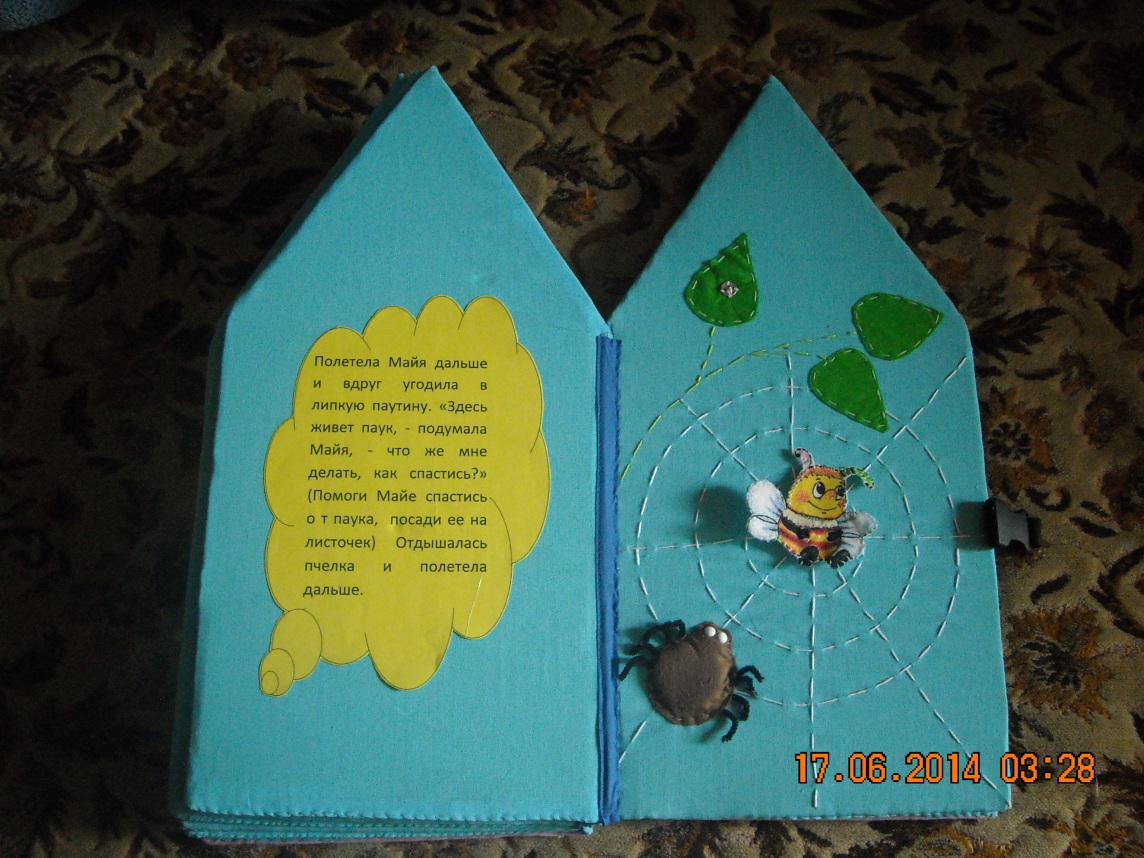 Полетела Майя дальше
и вдруг угодила в
липкую паутину. «Здесь
живет паук, - подумала
Майя, - что же мне
делать, как спастись?»
(Помоги Майе спастись
о т паука, посади ее на
листочек) Отдышалась
пчелка и полетела
дальше.
17.06.2014 03:28